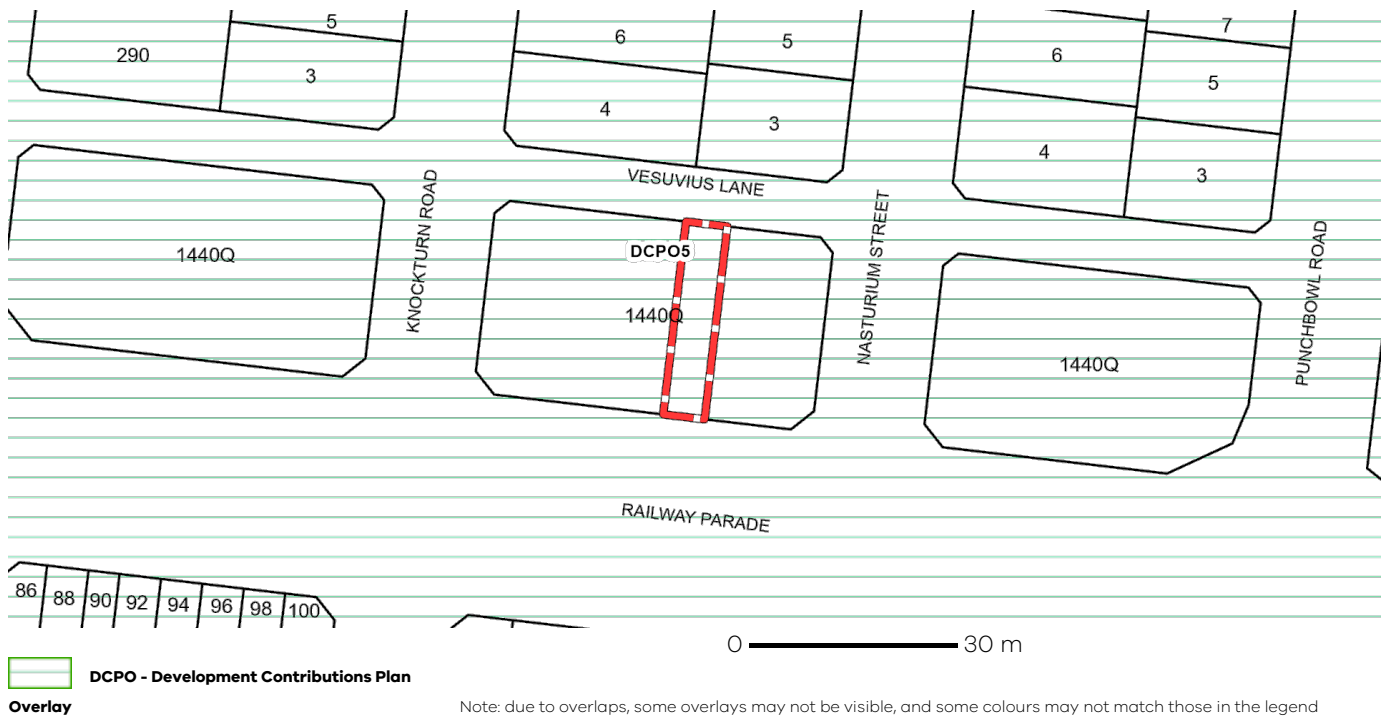 5
7
6
5
290
3
6
5
4
3
4
3
VESUVIUS LANE
KNOCKTURN ROAD
NASTURIUM STREET
PUNCHBOWL ROAD
1440Q
DCPO5
1440Q
1440Q
RAILWAY PARADE
86
88
90
92
94
96
98
100
0 30 m
DCPO - Development Contributions Plan
Overlay
Note: due to overlaps, some overlays may not be visible, and some colours may not match those in the legend